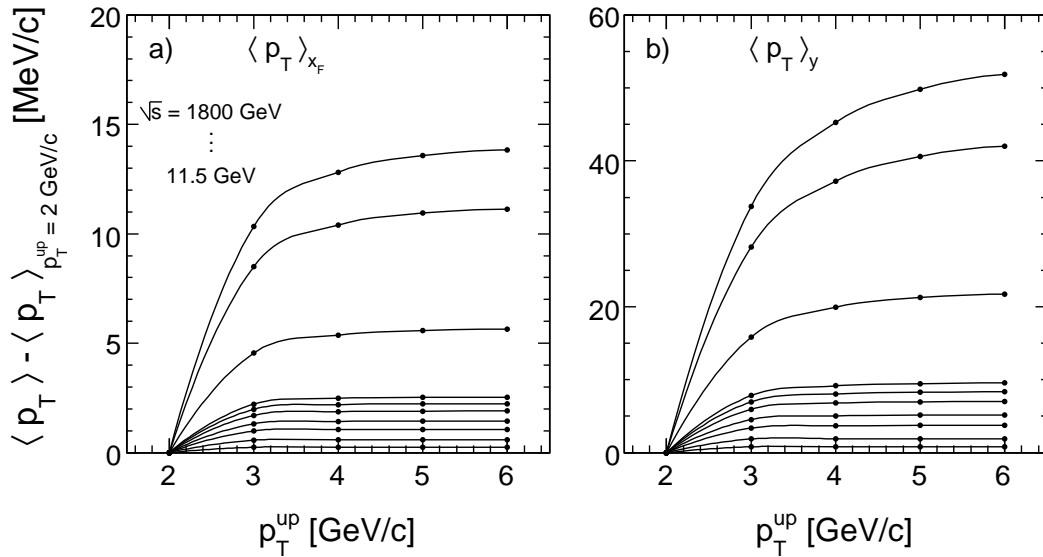 ⟨ p_T ⟩ - ⟨ p_T ⟩_{p_T^{up} = 2 GeV/c} [MeV/c]
a) ⟨ p_T ⟩_{x_F}
√s = 1800 GeV
⋮
11.5 GeV
20
15
10
5
0
2 3 4 5 6
p_T^{up} [GeV/c]
b) ⟨ p_T ⟩_y
60
40
20
0
2 3 4 5 6
p_T^{up} [GeV/c]